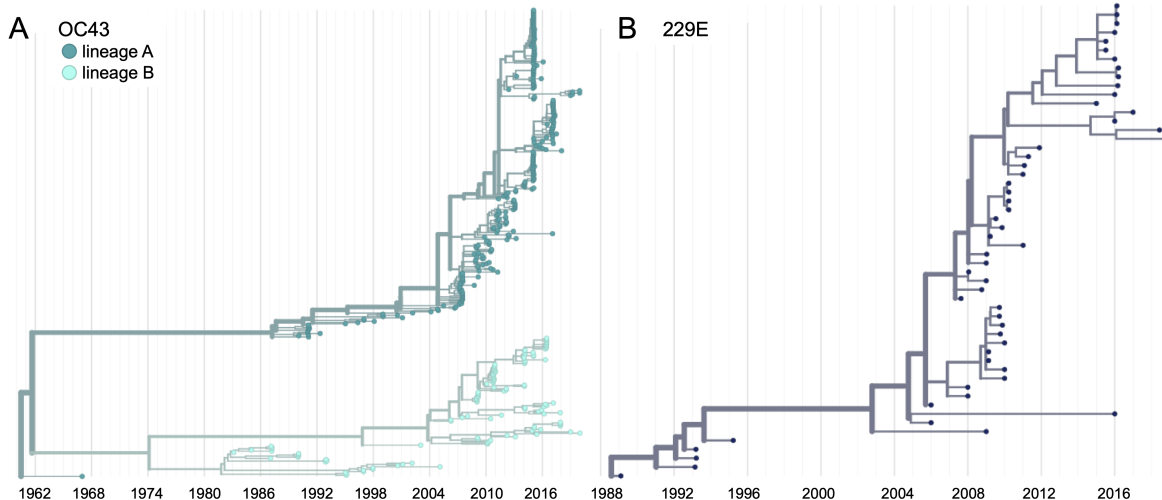 A
OC43
lineage A
lineage B
1962 1968 1974 1980 1986 1992 1998 2004 2010 2016
B
229E
1988 1992 1996 2000 2004 2008 2012 2016